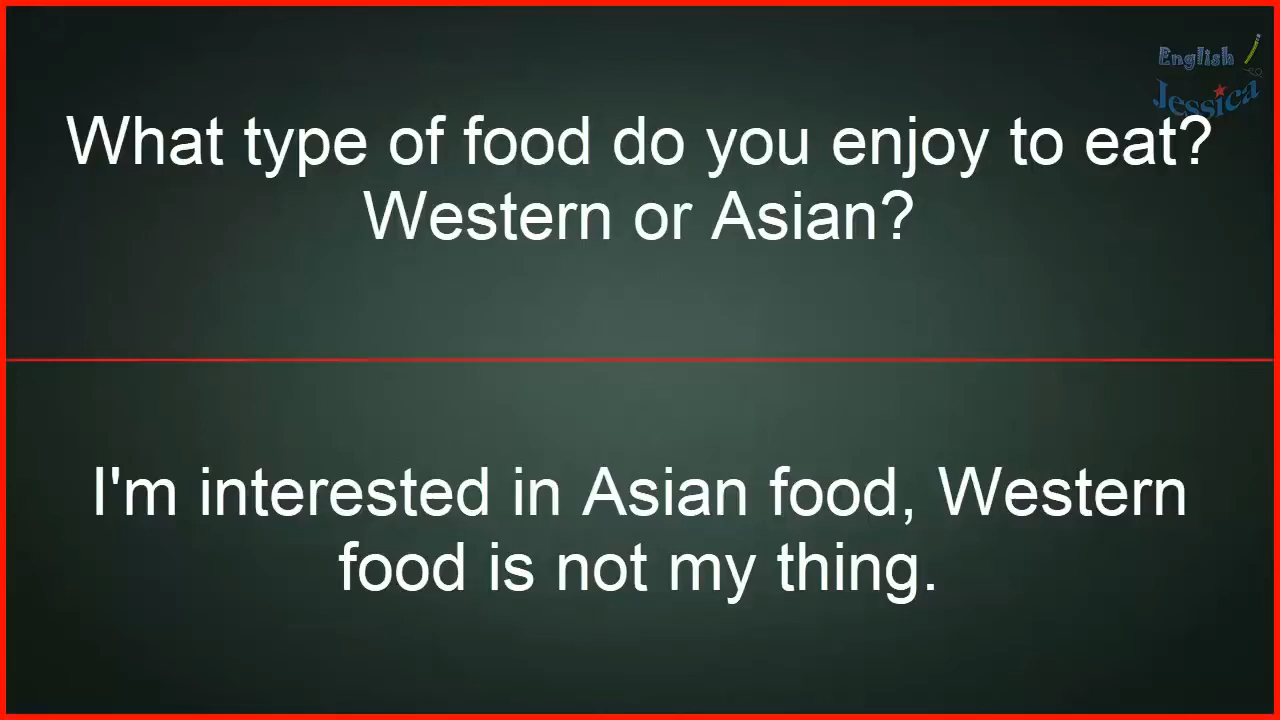 English
Jessica
What type of food do you enjoy to eat?
Western or Asian?
I'm interested in Asian food, Western
food is not my thing.